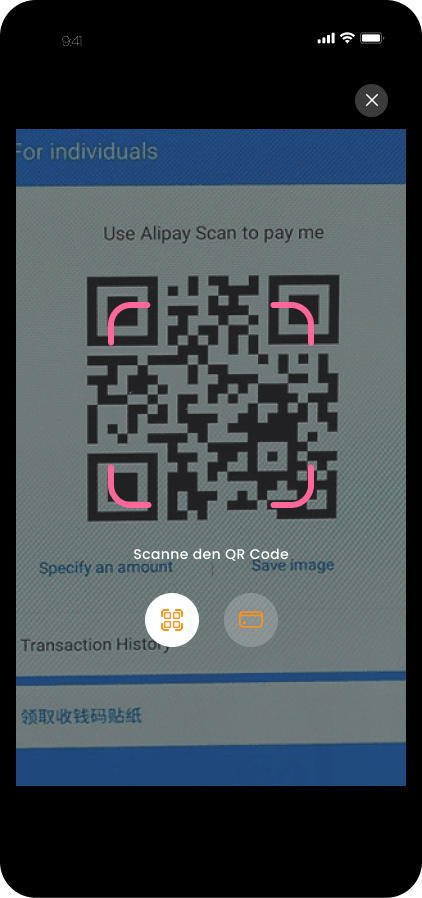 9:41
For individuals
Use Alipay Scan to pay me
Scanne den QR Code
Specify an amount | Save image
Transaction History
领取收钱码贴纸